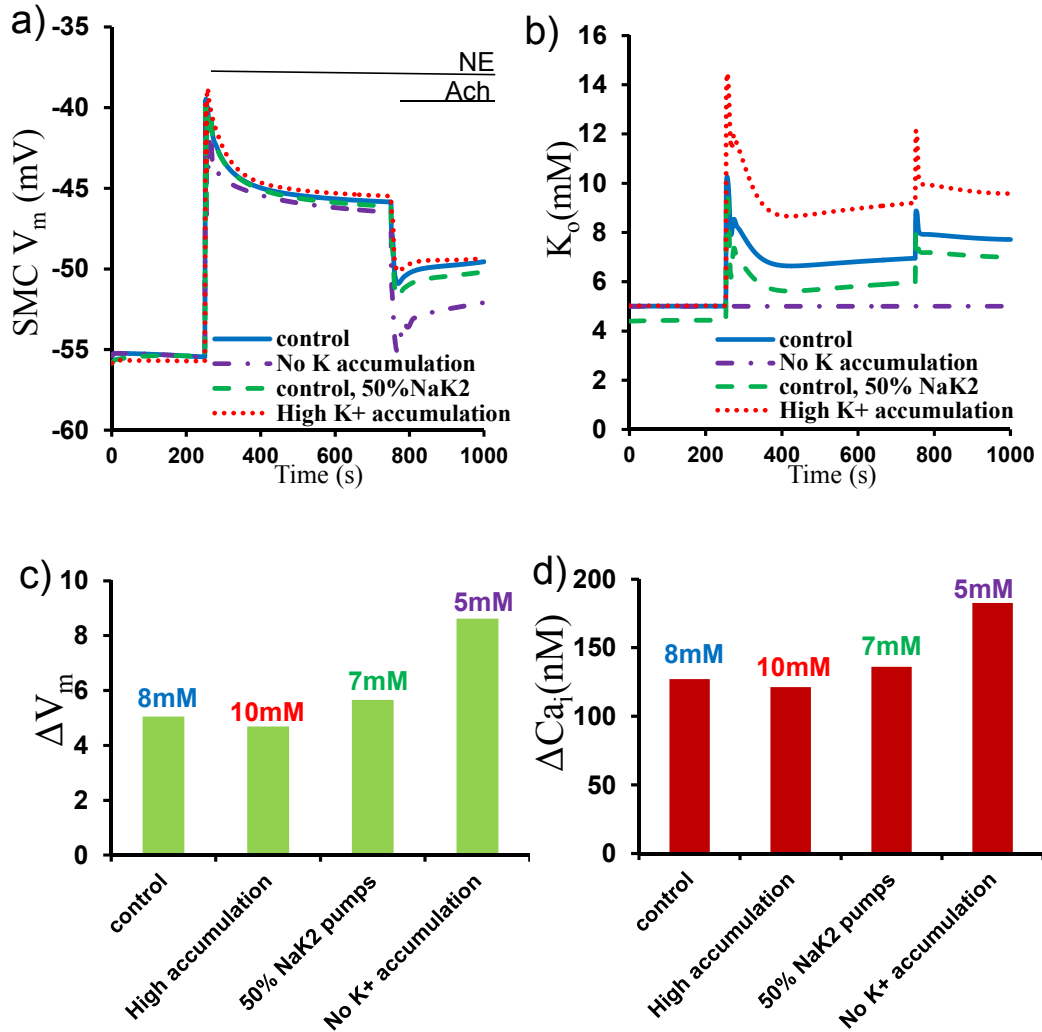 a)
SMC Vm (mV)
-35
-40
-45
-50
-55
-60
NE
Ach
control
No K accumulation
control, 50%NaK2
High K+ accumulation
0 200 400 600 800 1000
Time (s)
b)
Ko(mM)
16
14
12
10
8
6
4
2
0
control
No K accumulation
control, 50% NaK2
High K+ accumulation
0 200 400 600 800 1000
Time (s)
c)
ΔVm
10
8
6
4
2
0
8mM
10mM
7mM
5mM
control
High accumulation
50% NaK2 pumps
No K+ accumulation
d)
ΔCai(nM)
200
150
100
50
0
8mM
10mM
7mM
5mM
control
High accumulation
50% NaK2 pumps
No K+ accumulation